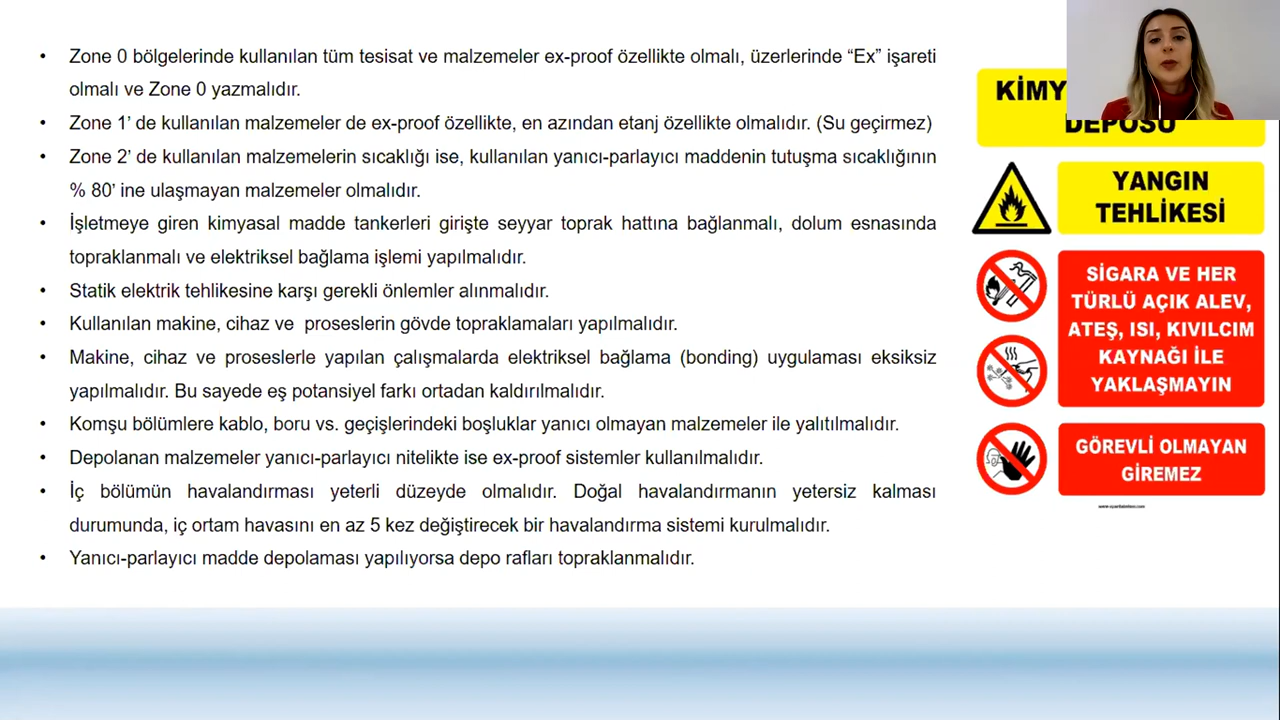 • Zone 0 bölgelerinde kullanılan tüm tesisat ve malzemeler ex-proof özellikte olmalı, üzerlerinde “Ex” işareti
olmalı ve Zone 0 yazmalıdır.
• Zone 1’ de kullanılan malzemeler de ex-proof özellikte, en azından etanj özellikte olmalıdır. (Su geçirmez)
• Zone 2’ de kullanılan malzemelerin sıcaklığı ise, kullanılan yanıcı-parlayıcı maddenin tutuşma sıcaklığının
% 80’ ine ulaşmayan malzemeler olmalıdır.
• İşletmeye giren kimyasal madde tankerleri girişte seyyar toprak hattına bağlanmalı, dolum esnasında
topraklanmalı ve elektriksel bağlama işlemi yapılmalıdır.
• Statik elektrik tehlikesine karşı gerekli önlemler alınmalıdır.
• Kullanılan makine, cihaz ve proseslerin gövde topraklamaları yapılmalıdır.
• Makine, cihaz ve proseslerle yapılan çalışmalarda elektriksel bağlama (bonding) uygulaması eksiksiz
yapılmalıdır. Bu sayede eş potansiyel farkı ortadan kaldırılmalıdır.
• Komşu bölümlere kablo, boru vs. geçişlerindeki boşluklar yanıcı olmayan malzemeler ile yalıtılmalıdır.
• Depolanan malzemeler yanıcı-parlayıcı nitelikte ise ex-proof sistemler kullanılmalıdır.
• İç bölümün havalandırması yeterli düzeyde olmalıdır. Doğal havalandırmanın yetersiz kalması
durumunda, iç ortam havasını en az 5 kez değiştirecek bir havalandırma sistemi kurulmalıdır.
• Yanıcı-parlayıcı madde depolaması yapılıyorsa depo rafları topraklanmalıdır.
KİMY
DEPOSU
YANGIN
TEHLİKESİ
SİGARA VE HER
TÜRLÜ AÇIK ALEV,
ATEŞ, ISI, KIVILCIM
KAYNAĞI İLE
YAKLAŞMAYIN
GÖREVLİ OLMAYAN
GİREMEZ